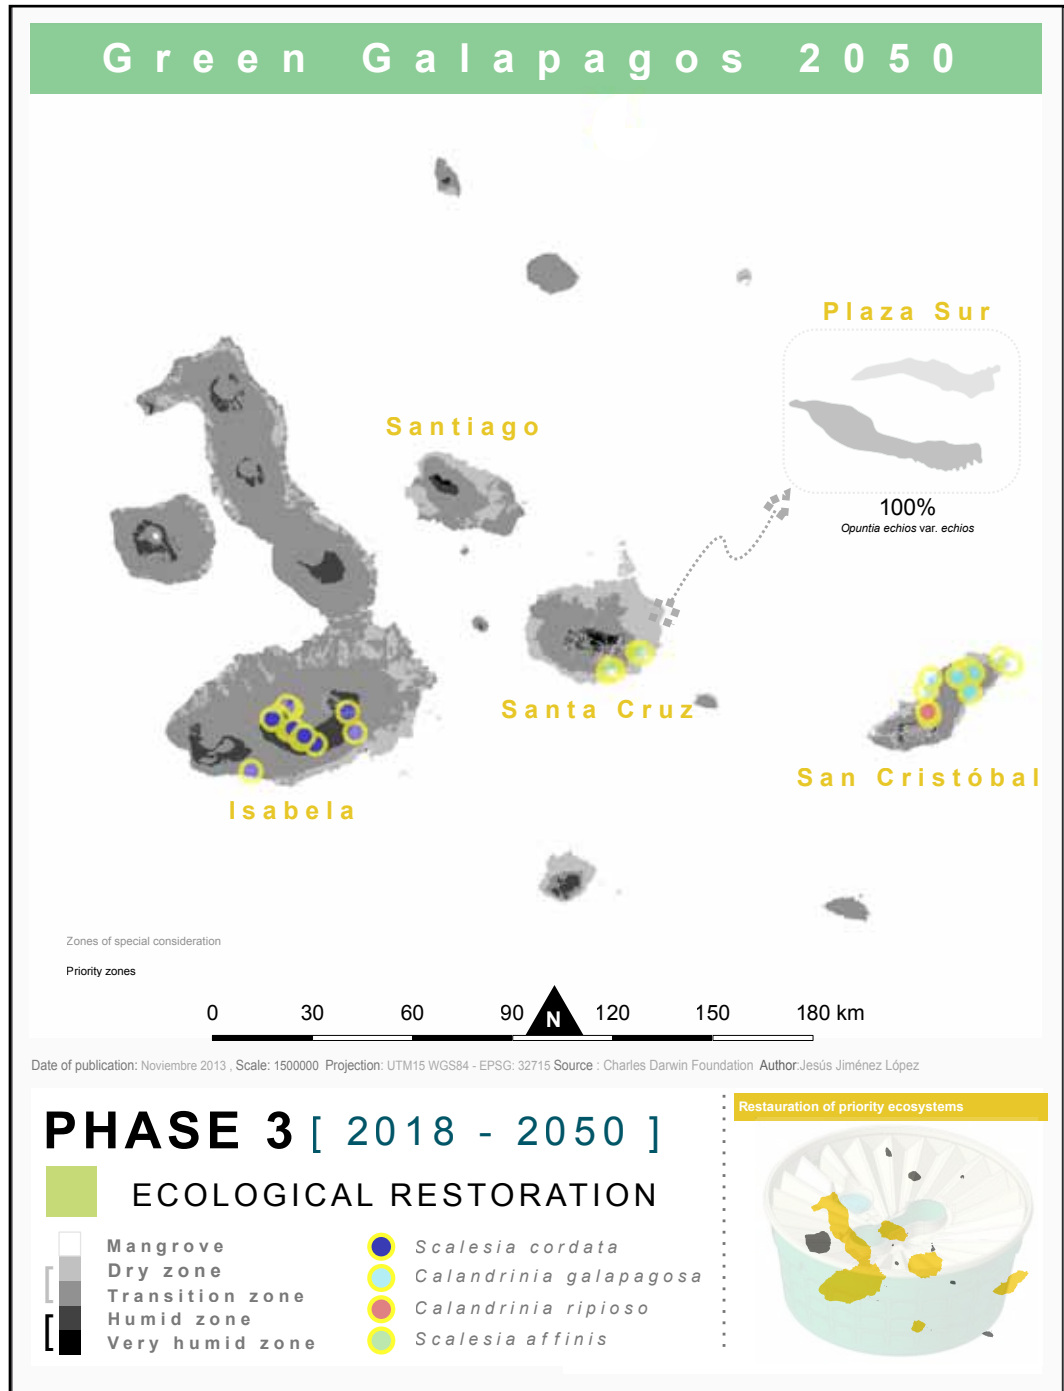 Green Galapagos 2050
Plaza Sur
Santiago
100%
Opuntia echios var. echios
Santa Cruz
San Cristóbal
Isabela
Zones of special consideration
Priority zones
0 30 60 90 N 120 150 180 km
Date of publication: Noviembre 2013 , Scale: 1500000 Projection: UTM15 WGS84 - EPSG: 32715 Source : Charles Darwin Foundation Author:Jesús Jiménez López
PHASE 3 [ 2018 - 2050 ]
ECOLOGICAL RESTORATION
Mangrove
Dry zone
Transition zone
Humid zone
Very humid zone
Scalesia cordata
Calandrinia galapagosa
Calandrinia ripioso
Scalesia affinis
Restauration of priority ecosystems